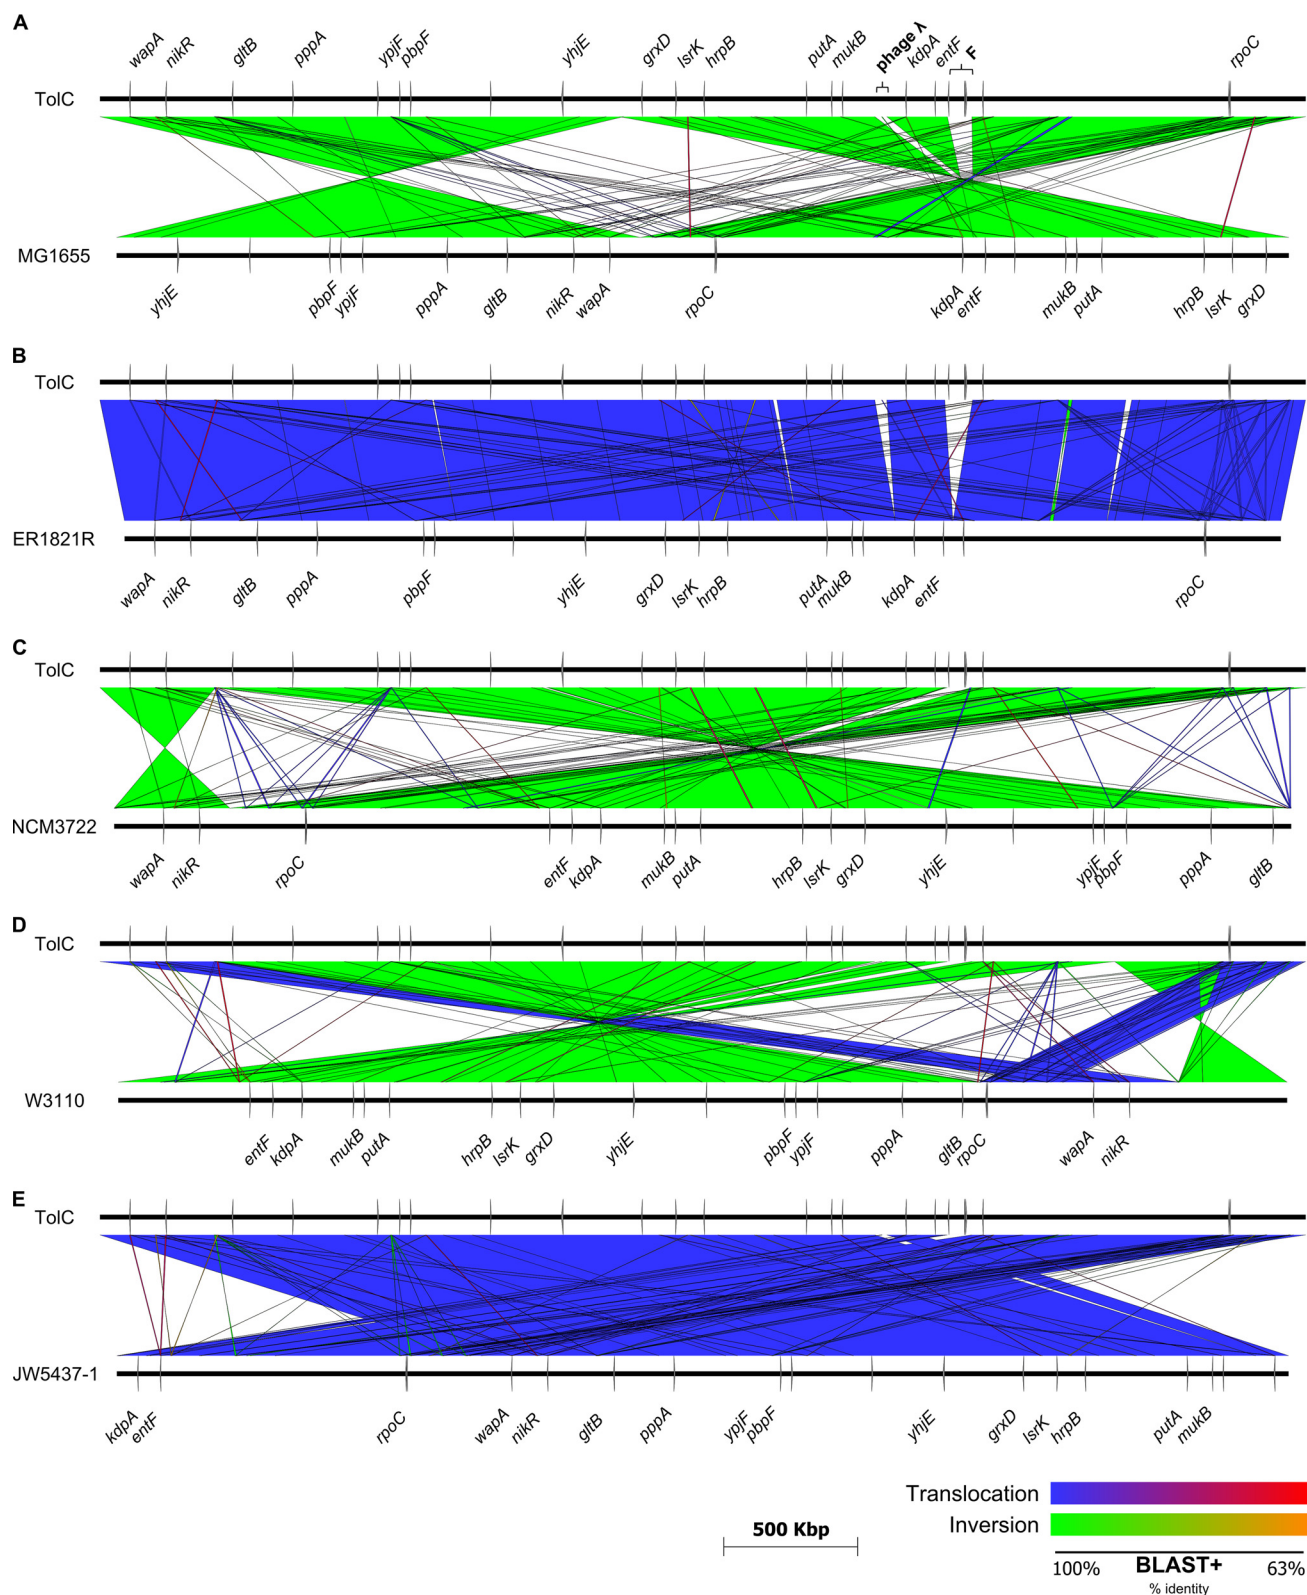 A
wapA nikR gltB pppA ypjF pbpF yhjE grxD lsrK hrpB putA mukB phage λ kdpA entF F rpoC
TolC
MG1655
yhjE pbpF ypjF pppA gltB nikR wapA rpoC kdpA entF mukB putA hrpB lsrK grxD
B
TolC
ER1821R
wapA nikR gltB pppA pbpF yhjE grxD lsrK hrpB putA mukB kdpA entF rpoC
C
TolC
NCM3722
wapA nikR rpoC entF kdpA mukB putA hrpB lsrK grxD yhjE ypjF pbpF pppA gltB
D
TolC
W3110
entF kdpA mukB putA hrpB lsrK grxD yhjE pbpF ypjF pppA gltB rpoC wapA nikR
E
TolC
JW5437-1
kdpA entF rpoC wapA nikR gltB pppA ypjF pbpF yhjE grxD lsrK hrpB putA mukB
Translocation
Inversion
500 Kbp
100% BLAST+ 63%
% identity